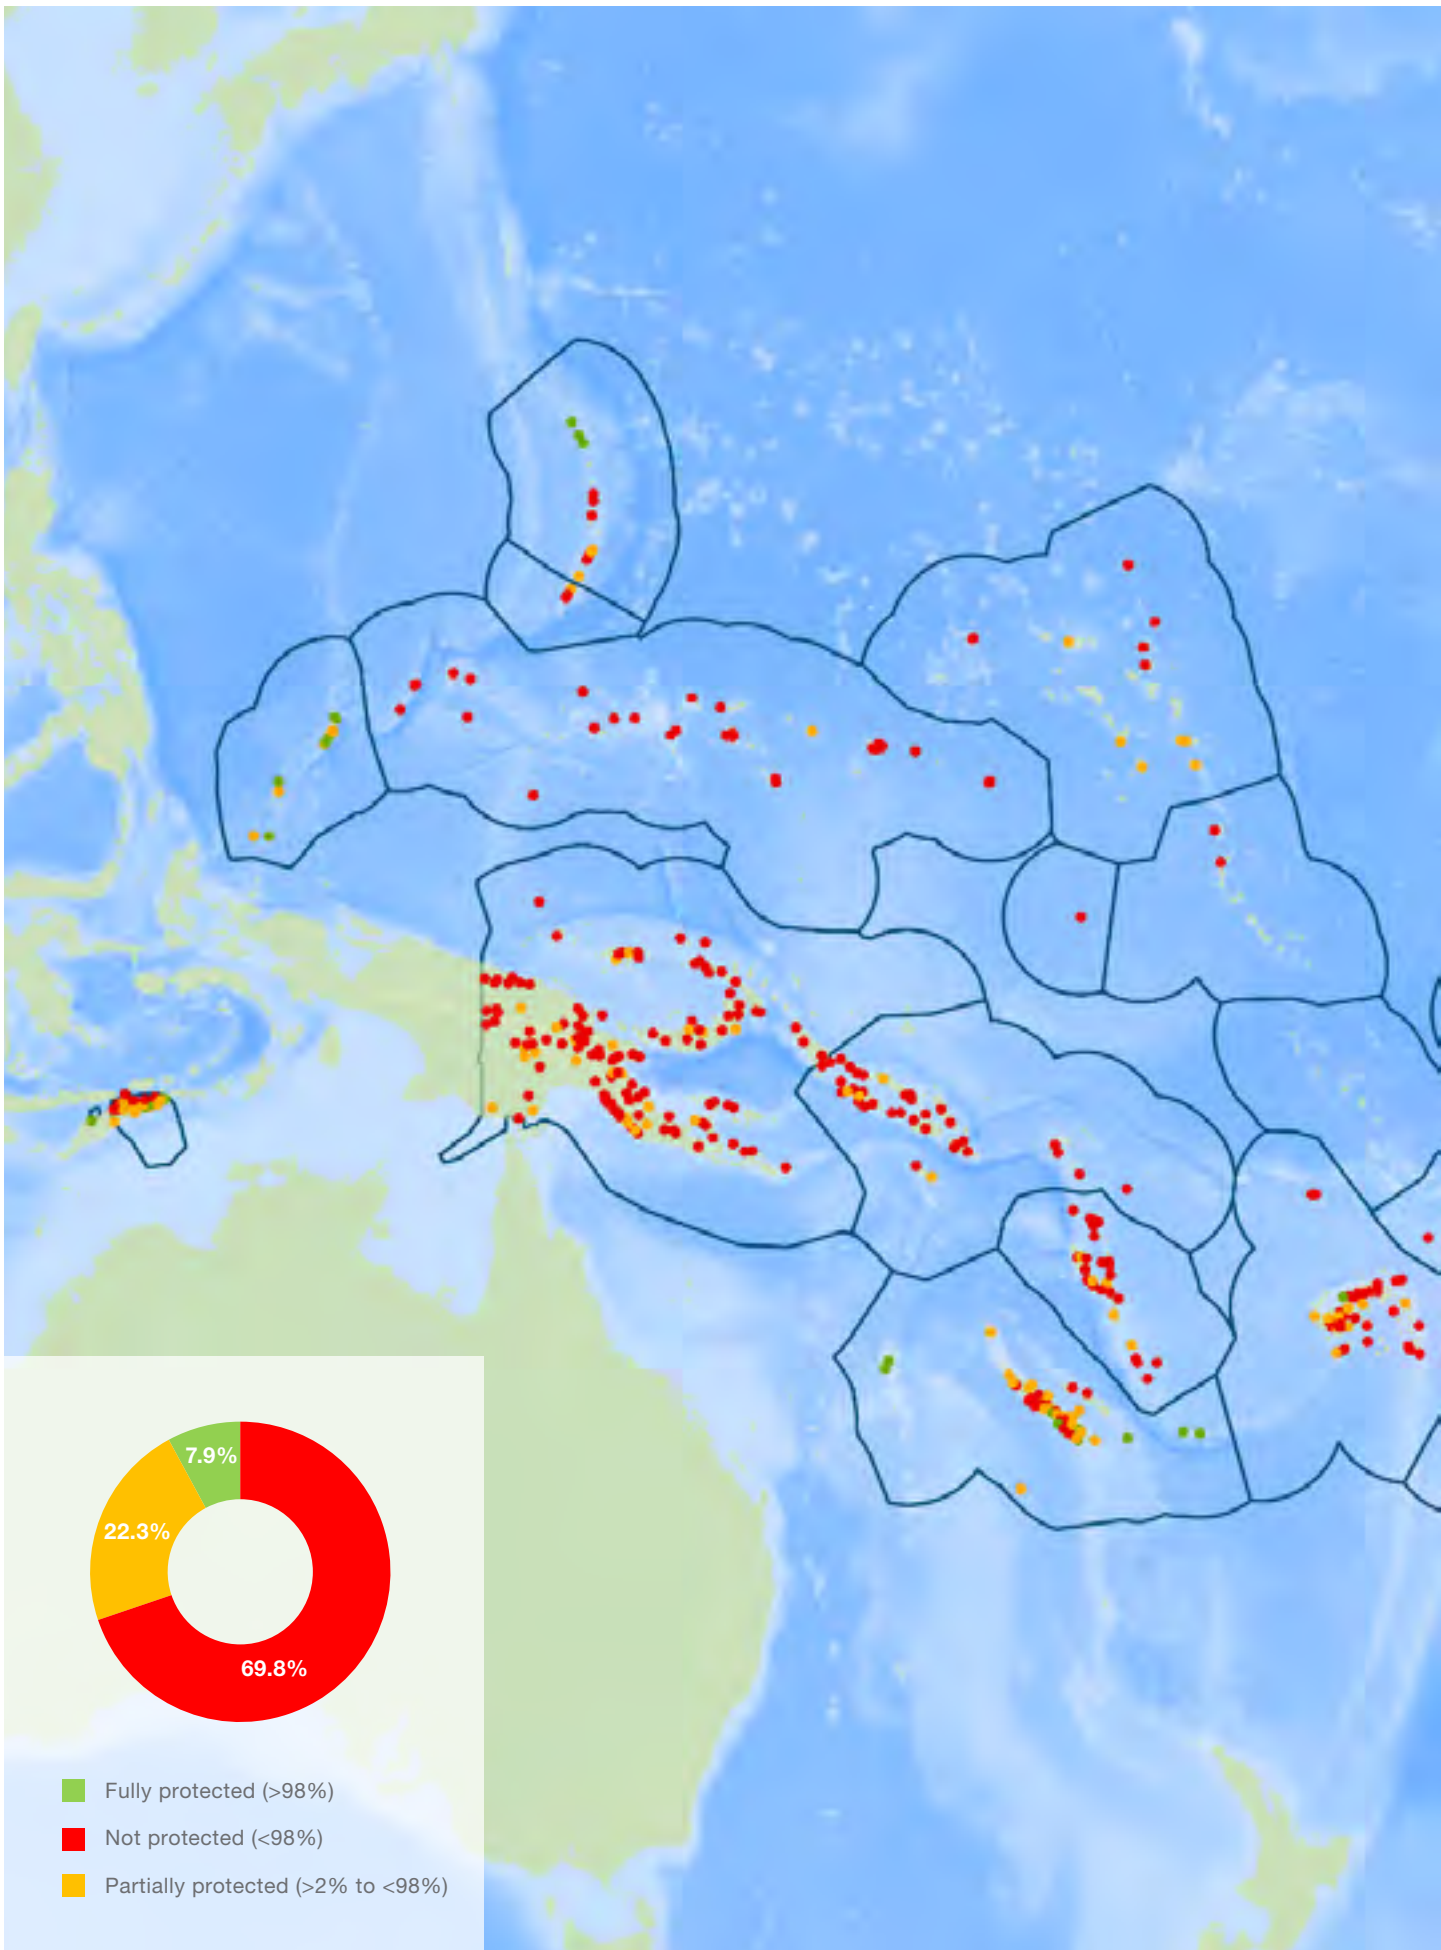 7.9%
22.3%
69.8%
Fully protected (>98%)
Not protected (<98%)
Partially protected (>2% to <98%)